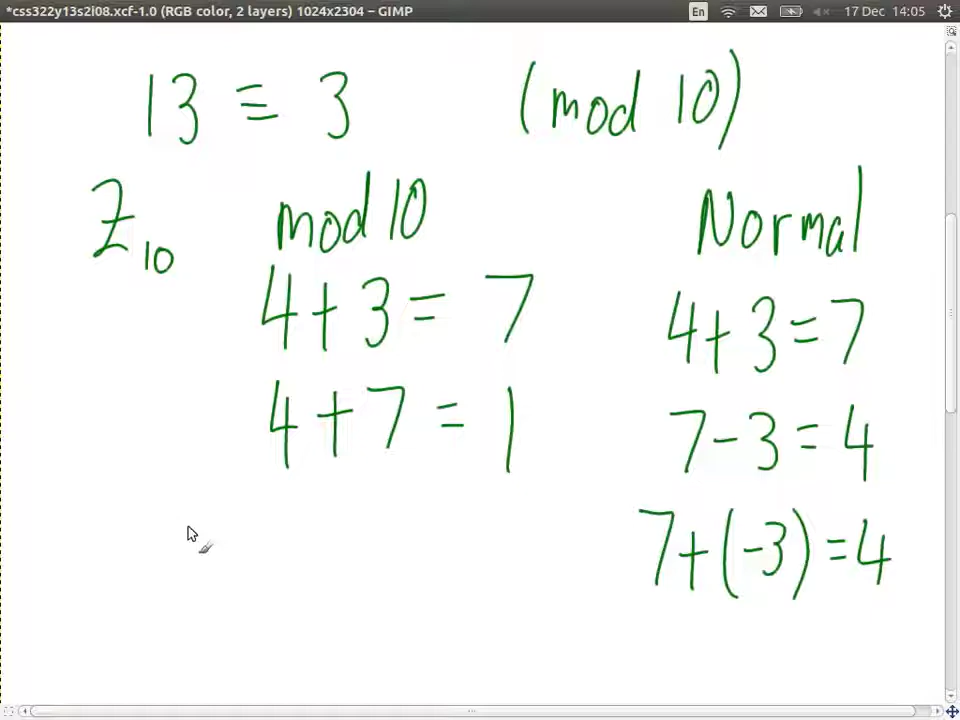 *css322y13s2i08.xcf-1.0 (RGB color, 2 layers) 1024x2304 – GIMP En 17 Dec 14:05
13 ≡ 3 (mod 10)
Z₁₀ mod 10 Normal
4+3=7 4+3=7
4+7=1 7-3=4
7+(-3)=4